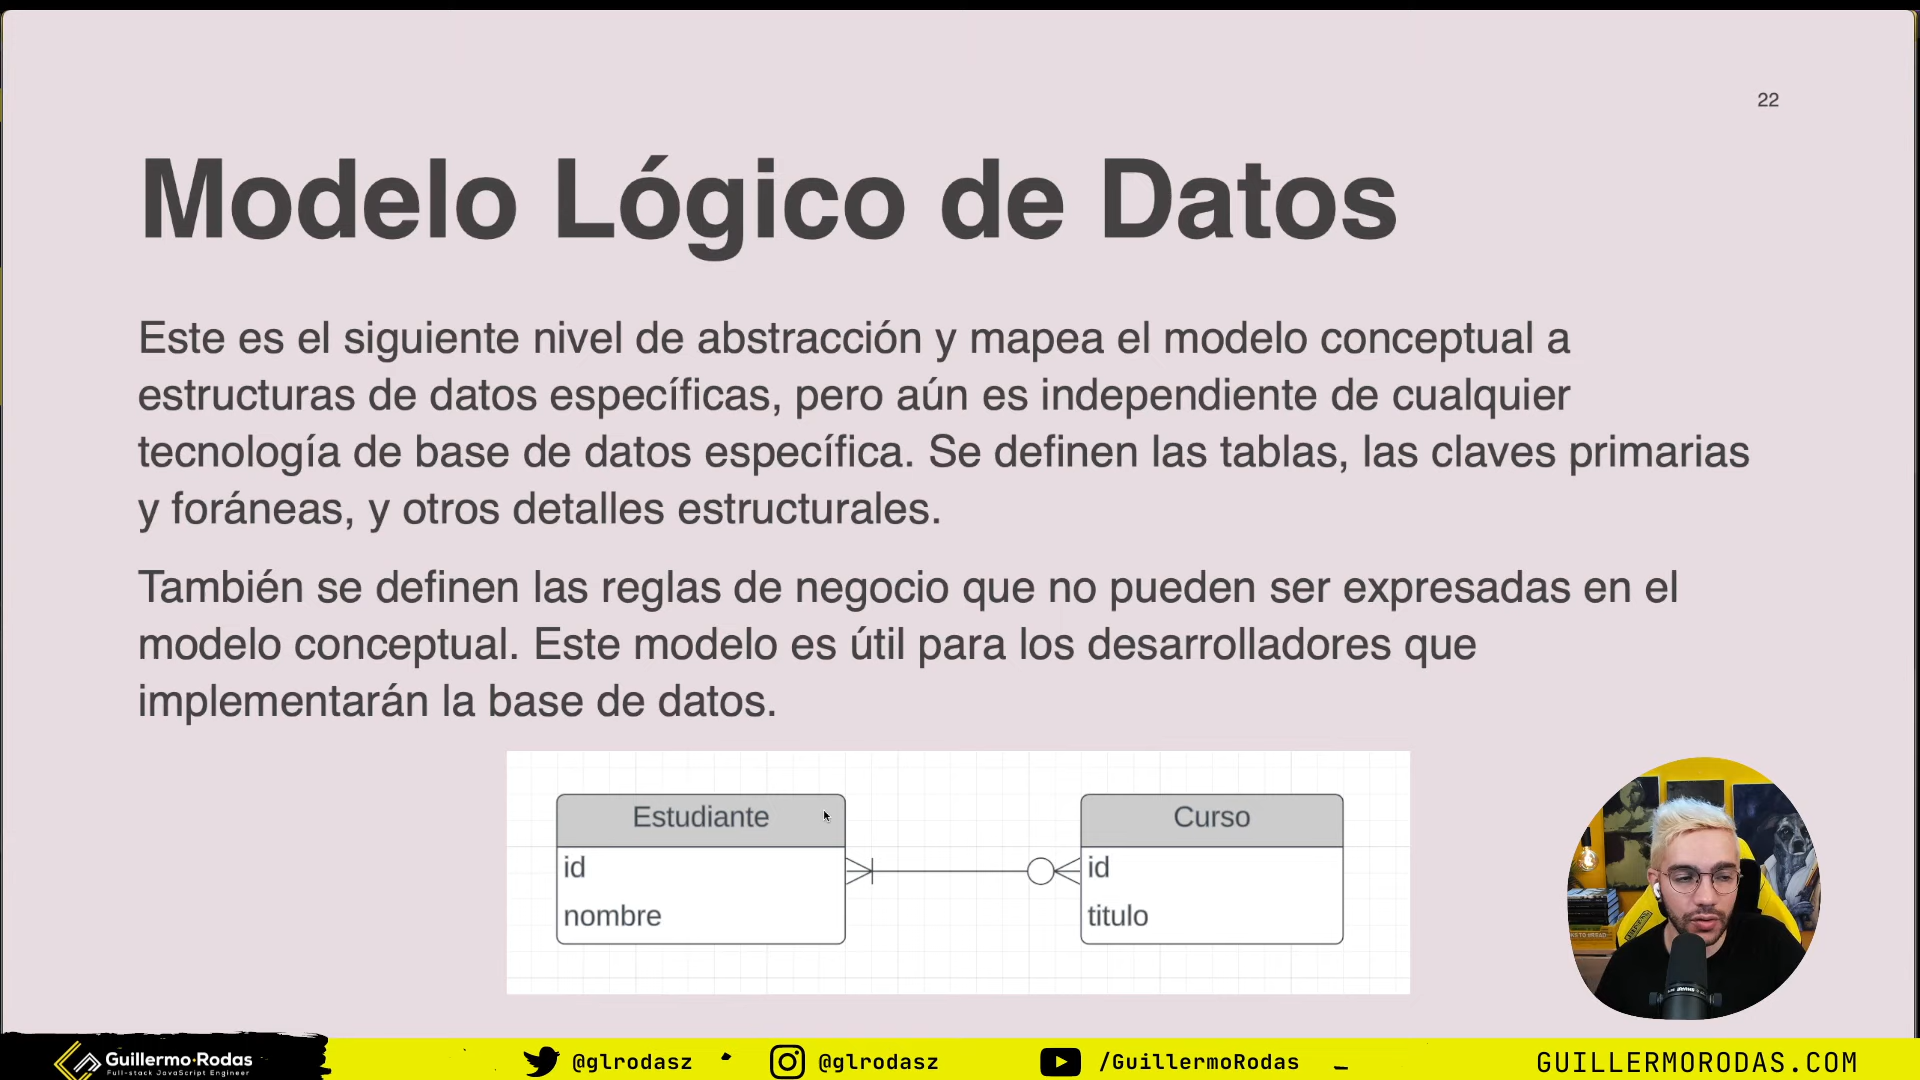 22
Modelo Lógico de Datos
Este es el siguiente nivel de abstracción y mapea el modelo conceptual a
estructuras de datos específicas, pero aún es independiente de cualquier
tecnología de base de datos específica. Se definen las tablas, las claves primarias
y foráneas, y otros detalles estructurales.
También se definen las reglas de negocio que no pueden ser expresadas en el
modelo conceptual. Este modelo es útil para los desarrolladores que
implementarán la base de datos.
Estudiante
id
nombre
Curso
id
titulo
Guillermo Rodas
Full-stack JavaScript Engineer
@glrodasz
@glrodasz
/GuillermoRodas
GUILLERMORODAS.COM